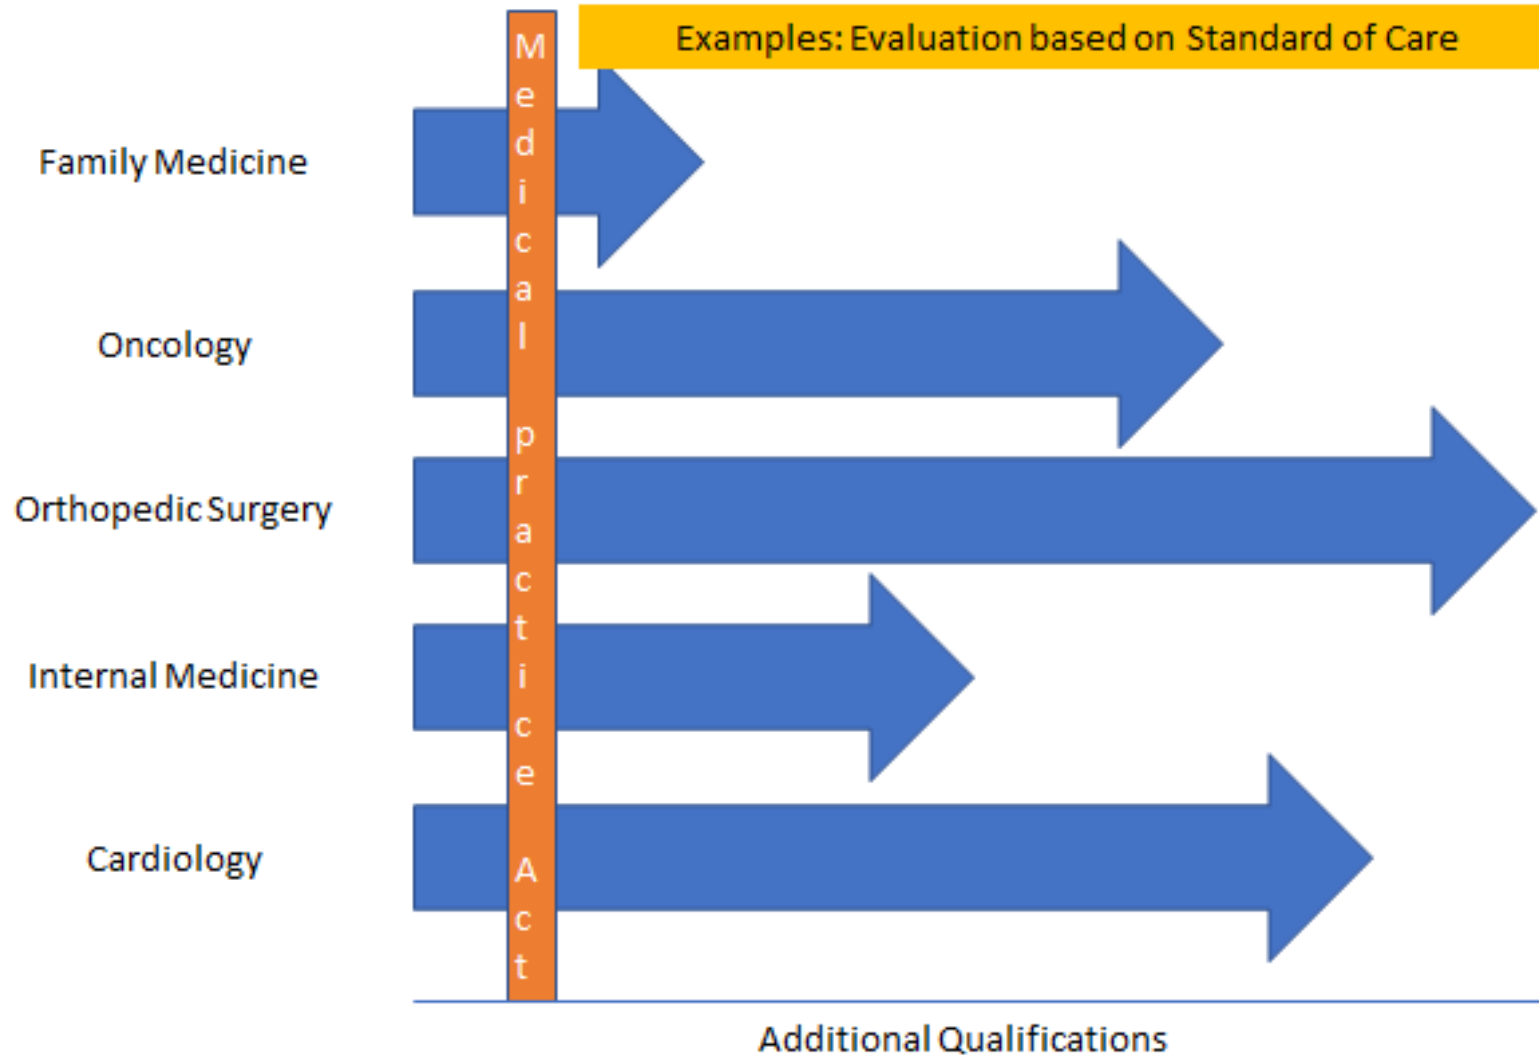 Examples: Evaluation based on Standard of Care
Medical practice Act
Family Medicine
Oncology
Orthopedic Surgery
Internal Medicine
Cardiology
Additional Qualifications